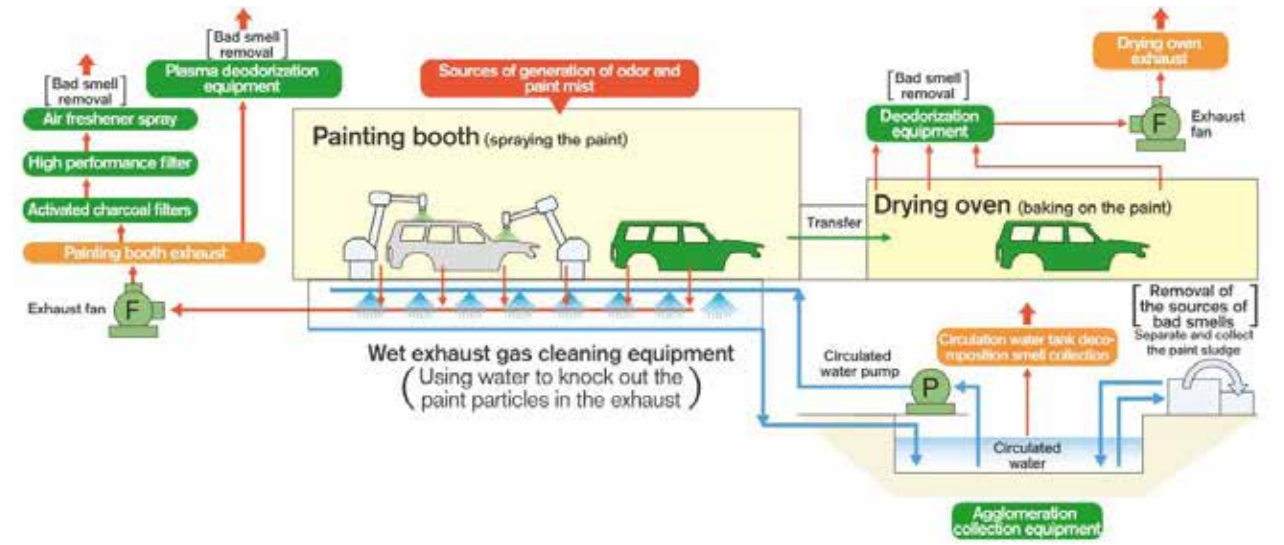 [Bad smell
removal]
Plasma deodorization
equipment
[Bad smell
removal]
Air freshener spray
High performance filter
Activated charcoal filters
Painting booth exhaust
Exhaust fan
F
Sources of generation of odor and
paint mist
Painting booth (spraying the paint)
Transfer
[Bad smell
removal]
Deodorization
equipment
Drying oven
exhaust
F
Exhaust
fan
Drying oven (baking on the paint)
Wet exhaust gas cleaning equipment
(Using water to knock out the
paint particles in the exhaust)
Circulated
water pump
P
Circulation water tank deco-
mposition smell collection
[Removal of
the sources of
bad smells]
Separate and collect
the paint sludge
Circulated
water
Agglomeration
collection equipment